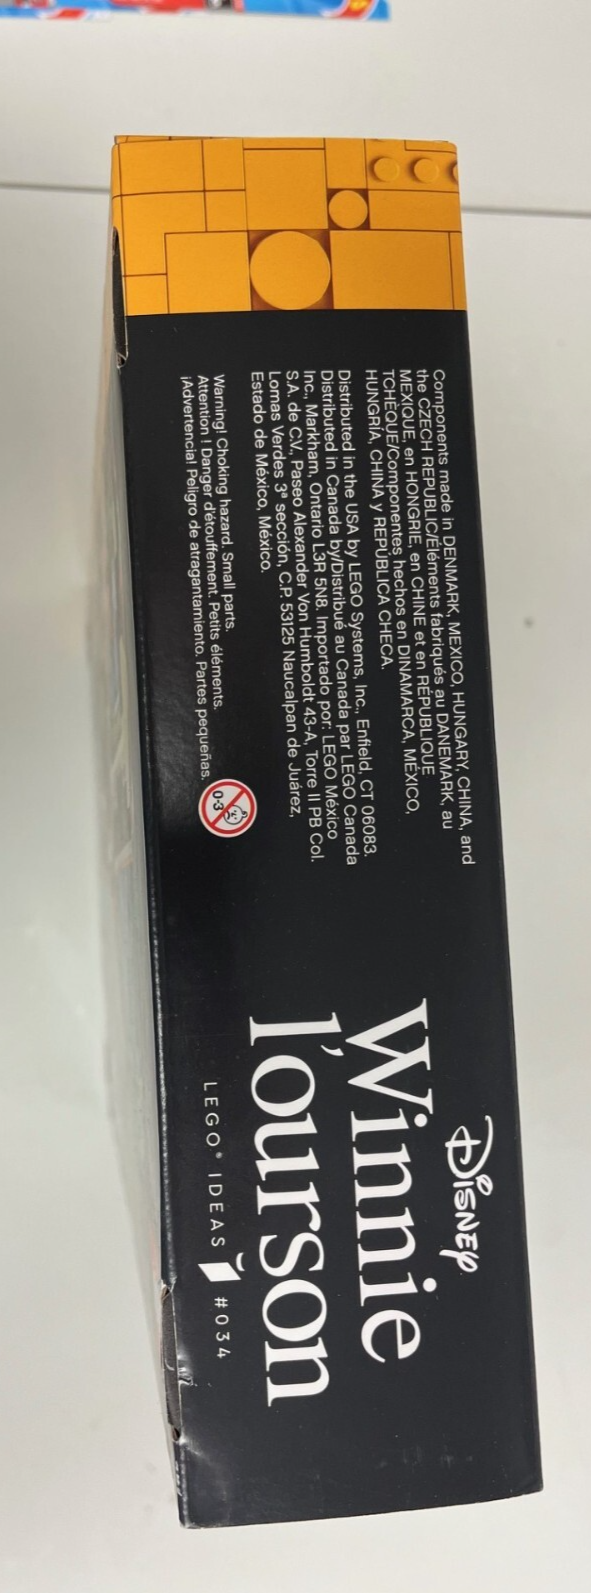 Components made in DENMARK, MEXICO, HUNGARY, CHINA, and
the CZECH REPUBLIC/Éléments fabriqués au DANEMARK, au
MEXIQUE, en HONGRIE, en CHINE et en RÉPUBLIQUE
TCHÈQUE/Componentes hechos en DINAMARCA, MÉXICO,
HUNGRÍA, CHINA y REPÚBLICA CHECA.
Distributed in the USA by LEGO Systems, Inc., Enfield, CT 06083.
Distributed in Canada by/Distribué au Canada par LEGO Canada
Inc., Markham, Ontario L3R 5N8. Importado por: LEGO México
S.A. de C.V., Paseo Alexander Von Humboldt 43-A, Torre II PB Col.
Lomas Verdes 3ª sección, C.P. 53125 Naucalpan de Juárez,
Estado de México, México.
Warning! Choking hazard. Small parts.
Attention ! Danger d'étouffement. Petits éléments.
¡Advertencia! Peligro de atragantamiento. Partes pequeñas.
0-3
Disney
Winnie
l'ourson
LEGO® IDEAS #034